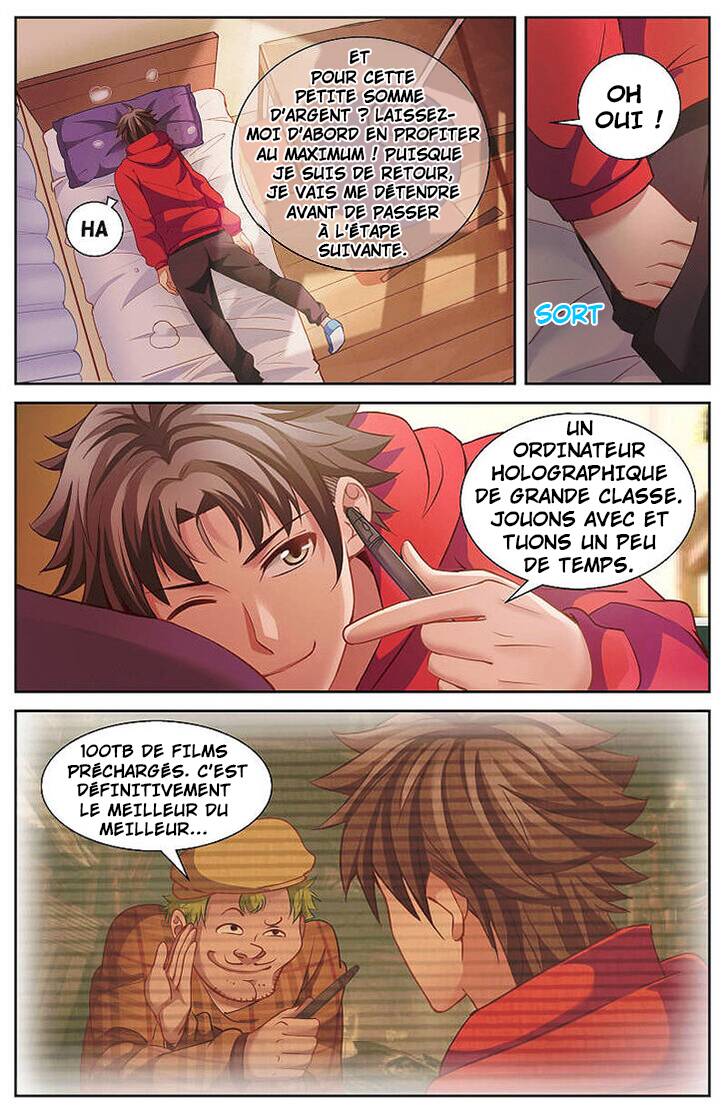 ET
POUR CETTE
PETITE SOMME
D'ARGENT ? LAISSEZ-
MOI D'ABORD EN PROFITER
AU MAXIMUM ! PUISQUE
JE SUIS DE RETOUR,
JE VAIS ME DÉTENDRE
AVANT DE PASSER
À L'ÉTAPE
SUIVANTE.
HA
OH
OUI !
SORT
UN
ORDINATEUR
HOLOGRAPHIQUE
DE GRANDE CLASSE.
JOUONS AVEC ET
TUONS UN PEU
DE TEMPS.
100TB DE FILMS
PRÉCHARGÉS. C'EST
DÉFINITIVEMENT
LE MEILLEUR DU
MEILLEUR...